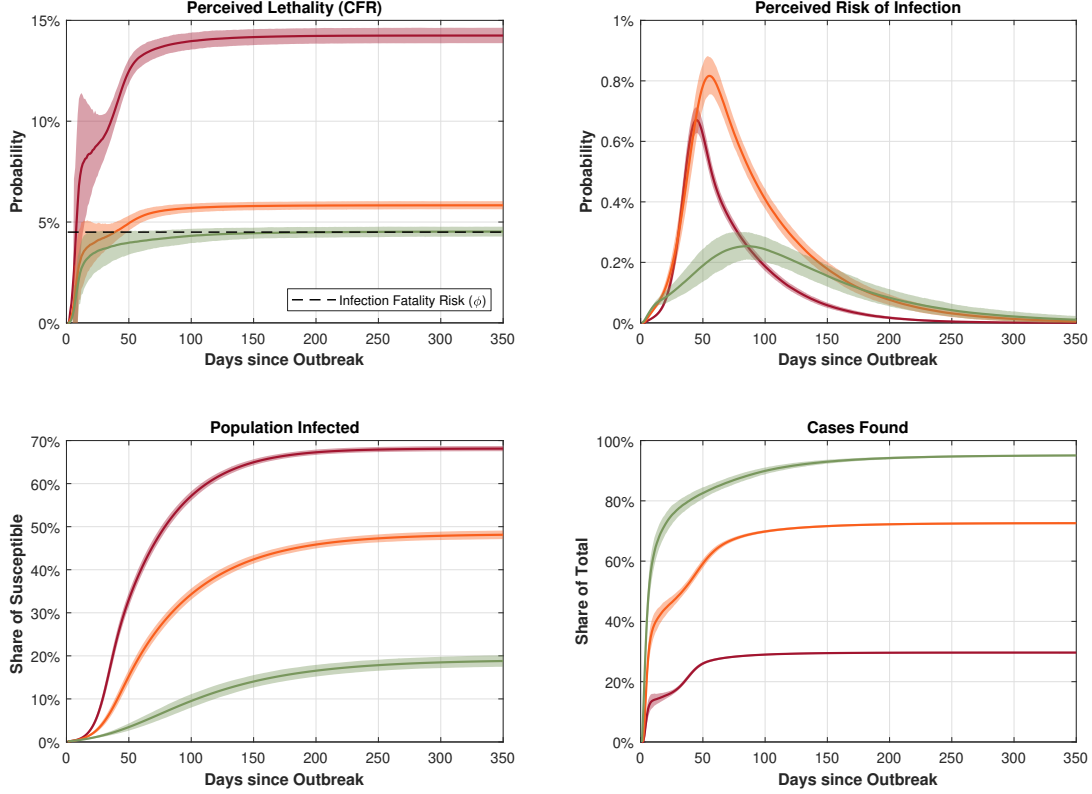 Perceived Lethality (CFR)
15%
10%
5%
0%
Probability
0 50 100 150 200 250 300 350
Days since Outbreak
Infection Fatality Risk (ϕ)
Perceived Risk of Infection
1%
0.8%
0.6%
0.4%
0.2%
0%
Probability
0 50 100 150 200 250 300 350
Days since Outbreak
Population Infected
70%
60%
50%
40%
30%
20%
10%
0%
Share of Susceptible
0 50 100 150 200 250 300 350
Days since Outbreak
Cases Found
100%
80%
60%
40%
20%
0%
Share of Total
0 50 100 150 200 250 300 350
Days since Outbreak